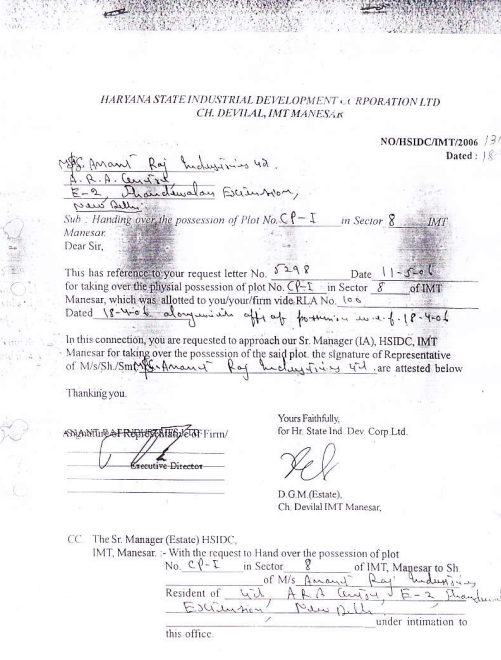 HARYANA STATE INDUSTRIAL DEVELOPMENT CORPORATION LTD
CH. DEVILAL, IMT MANESAR
NO/HSIDC/IMT/2006 131
Dated : 18-
M/s. Anant Raj Industries Ltd.
A.R.A. Centre
E-2 Jhandewalan Extension,
New Delhi.
Sub : Handing over the possession of Plot No. CP-I in Sector 8 IMT
Manesar.
Dear Sir,
This has reference to your request letter No. 5298 Date 11-5-06
for taking over the physial possession of plot No. CP-I in Sector 8 of IMT
Manesar, which was allotted to you/your/firm vide RLA No. 100
Dated 18-4-06 alongwith offer of possession w.e.f. 18-4-06
In this connection, you are requested to approach our Sr. Manager (IA), HSIDC, IMT
Manesar for taking over the possession of the said plot. the signature of Representative
of M/s/Sh./Smt M/s. Anant Raj Industries Ltd. are attested below
Thanking you.
Yours Faithfully,
for Hr. State Ind. Dev. Corp.Ltd.
Signature of Representative of Firm/
Executive Director
D.G.M.(Estate),
Ch. Devilal IMT Manesar,
CC The Sr. Manager (Estate) HSIDC,
IMT, Manesar. :- With the request to Hand over the possession of plot
No. CP-I in Sector 8 of IMT, Manesar to Sh.
of M/s Anant Raj Industries
Resident of Ltd, ARA Centre, E-2 Jhandewalan
Extension New Delhi
under intimation to
this office.